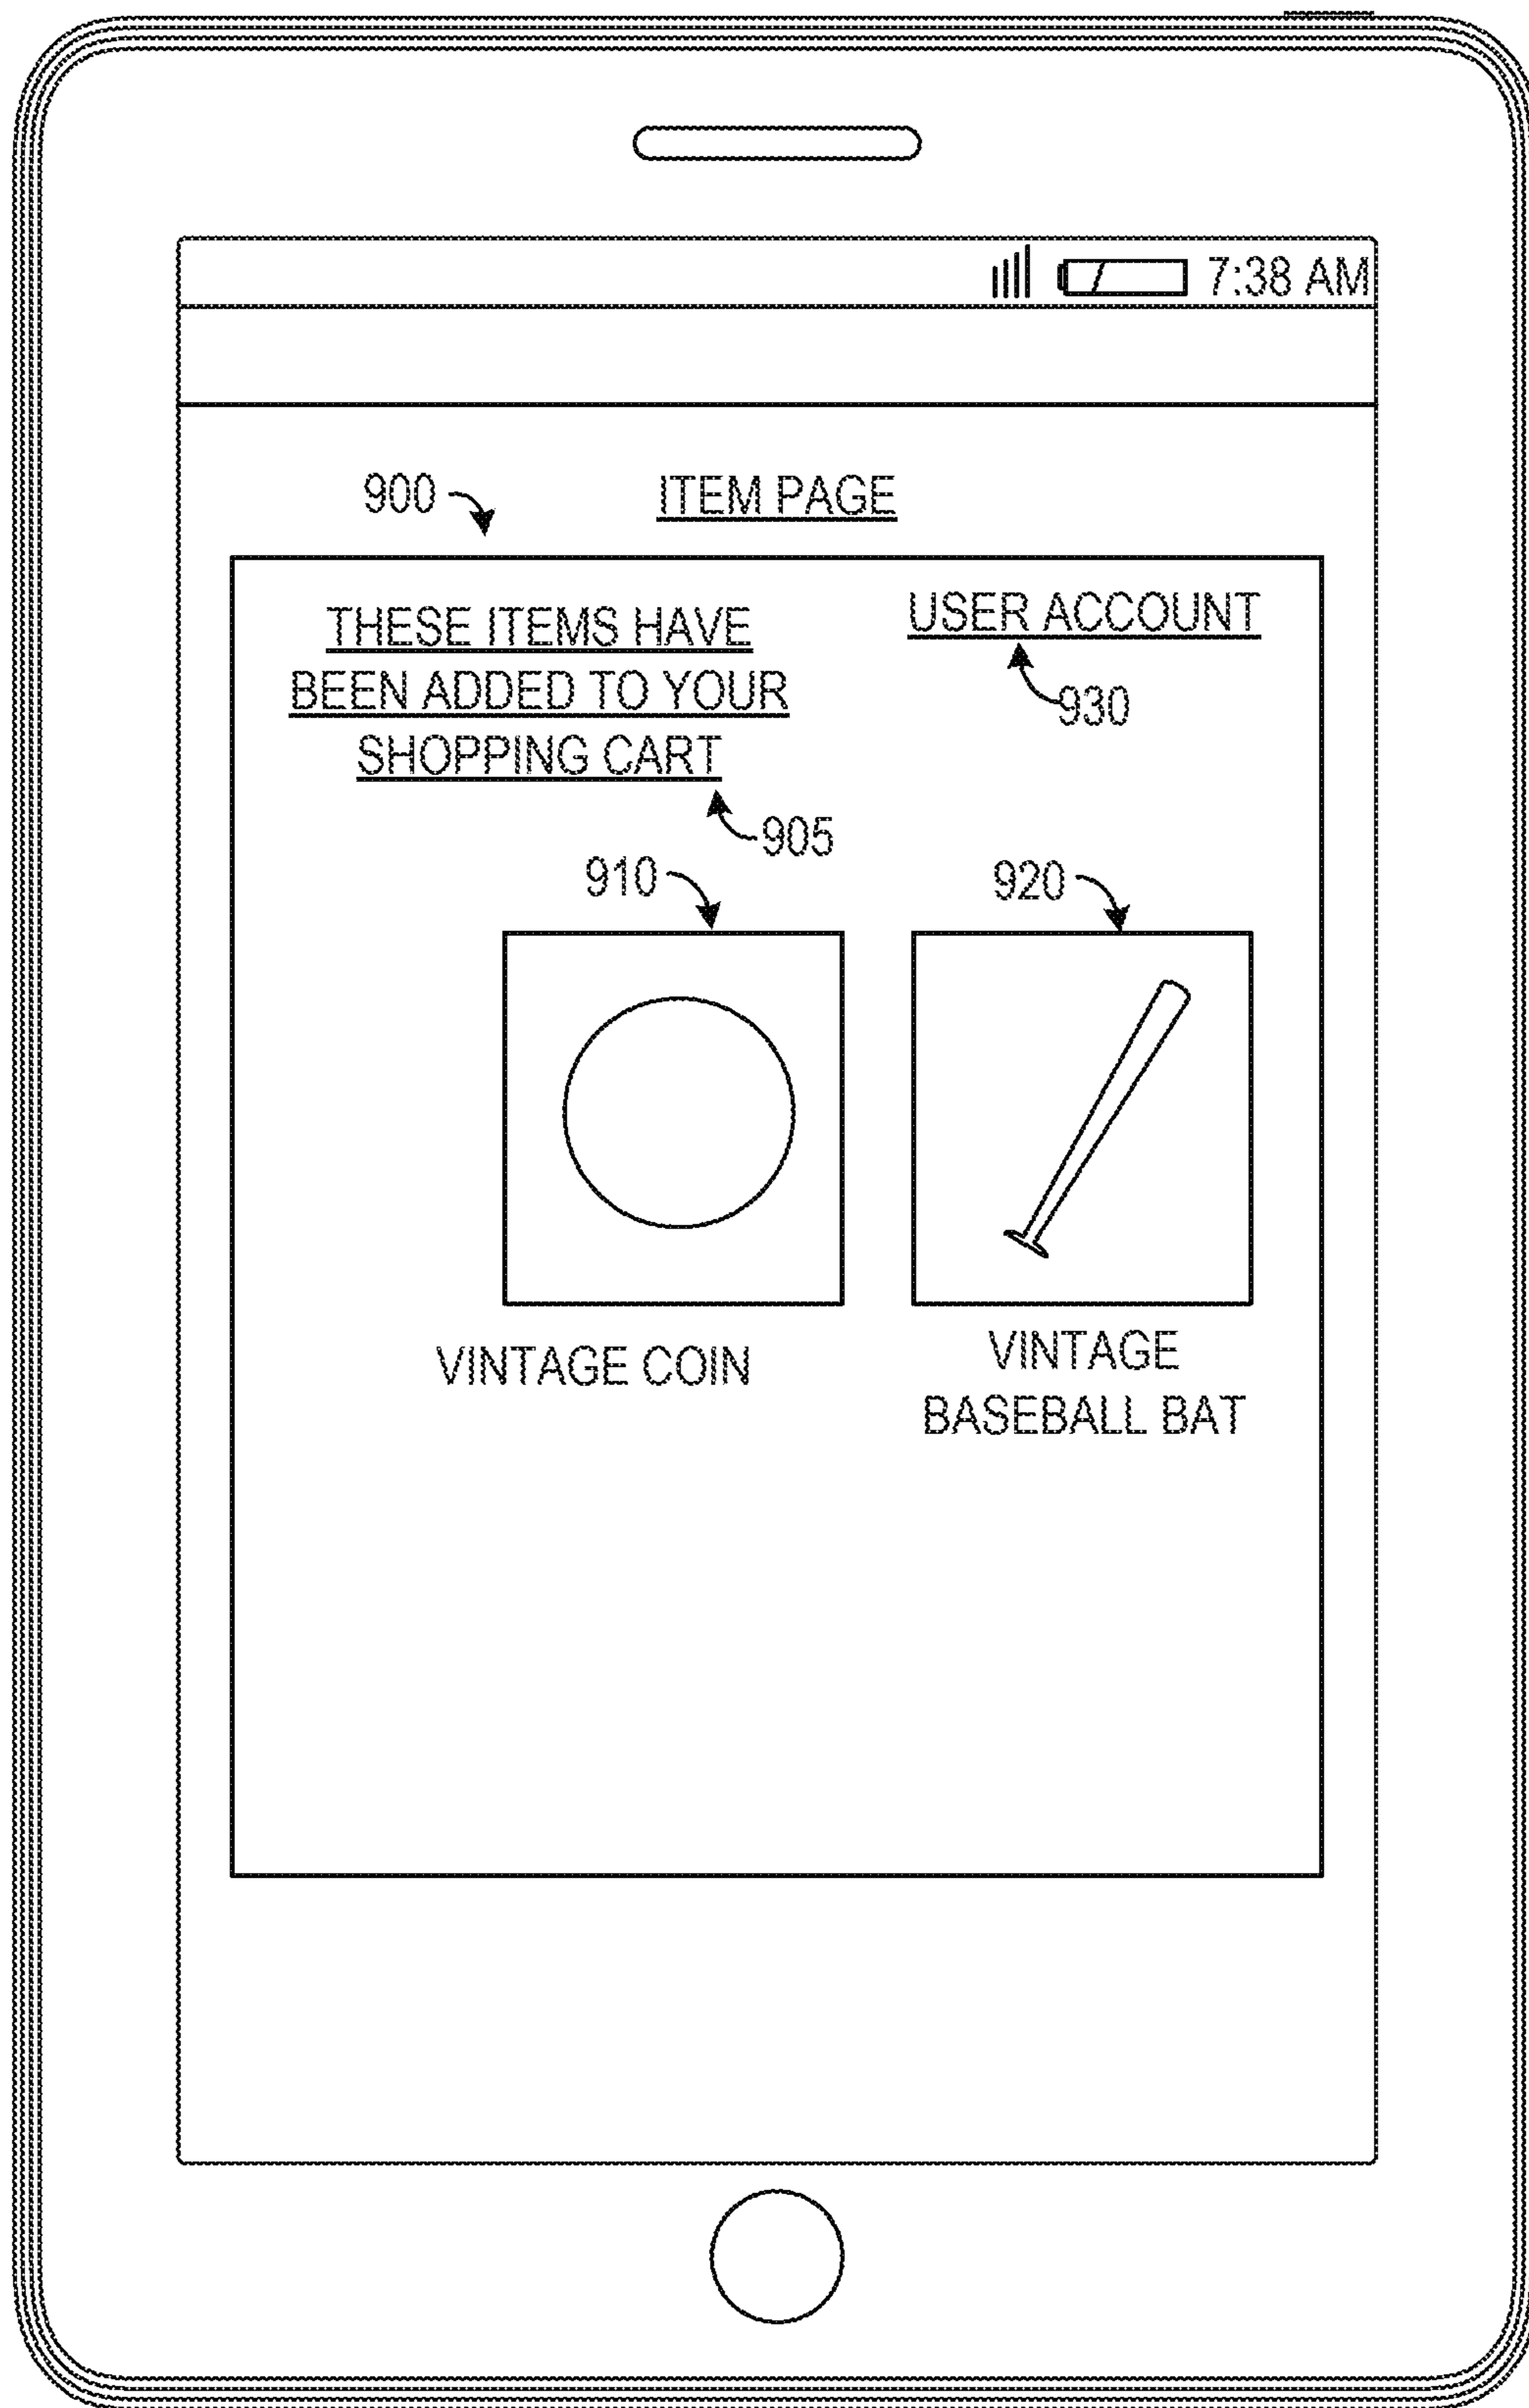 7:38 AM
900
ITEM PAGE
THESE ITEMS HAVE
BEEN ADDED TO YOUR
SHOPPING CART
905
USER ACCOUNT
930
910
920
VINTAGE COIN
VINTAGE
BASEBALL BAT